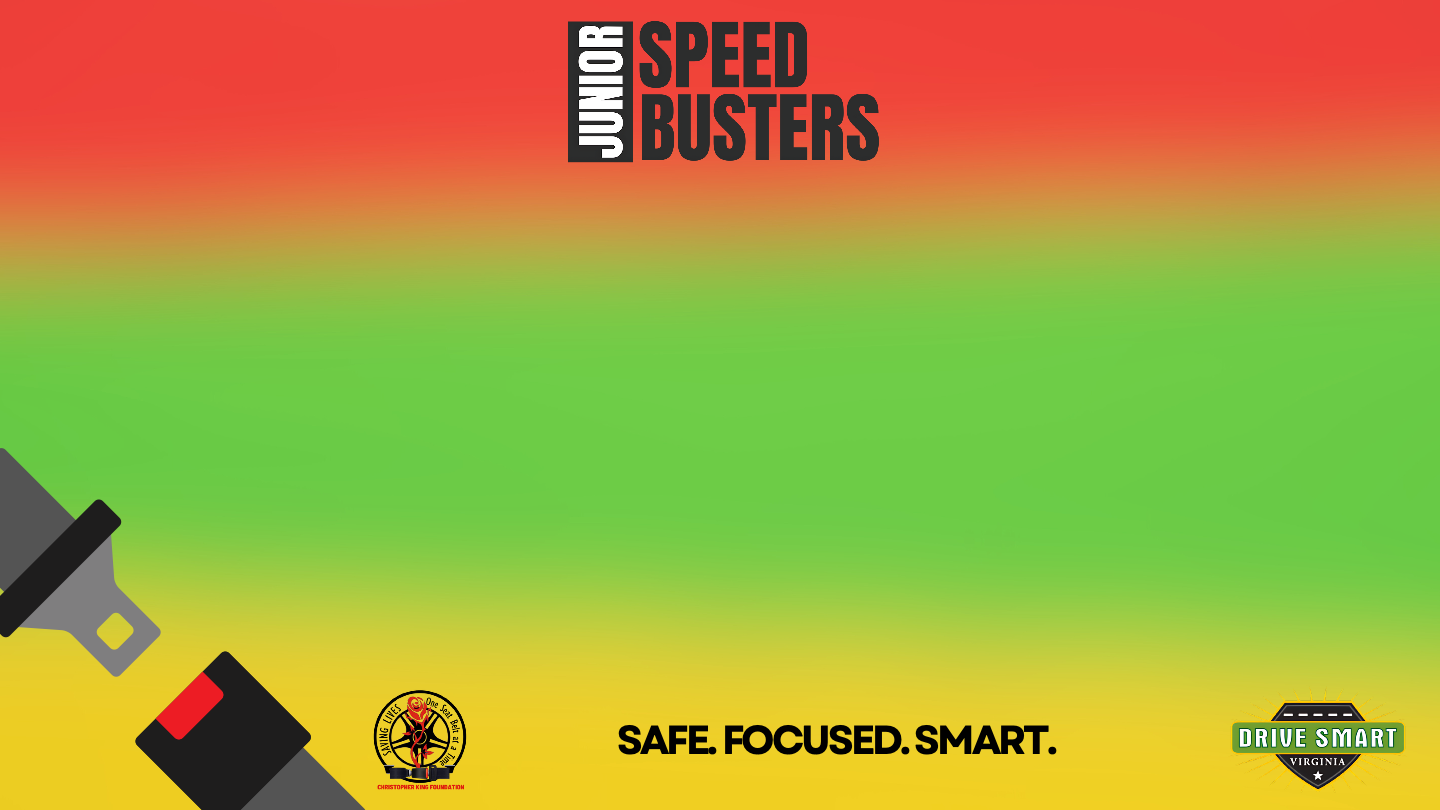 JUNIOR
SPEED
BUSTERS
SAVING LIVES
One Seat Belt at a Time
CHRISTOPHER KING FOUNDATION
SAFE. FOCUSED. SMART.
DRIVE SMART
VIRGINIA